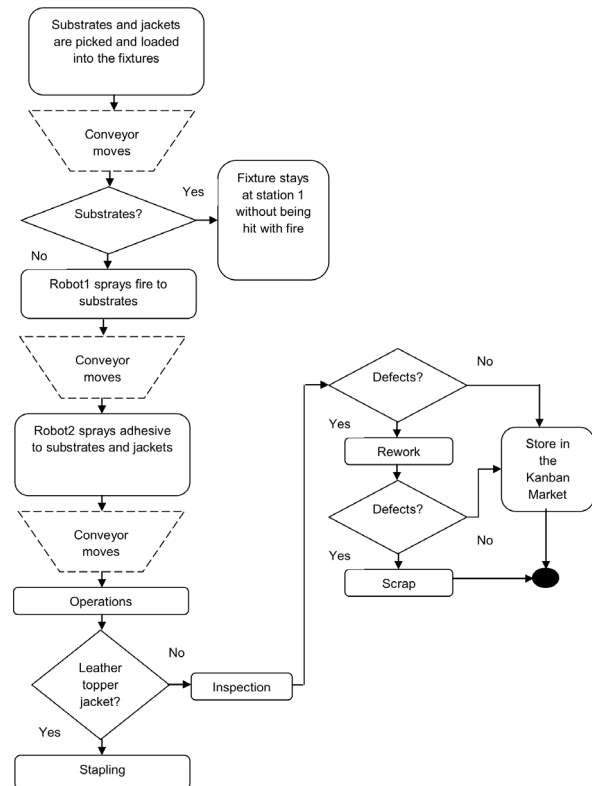 Substrates and jackets
are picked and loaded
into the fixtures
Conveyor
moves
Yes
Substrates?
Fixture stays
at station 1
without being
hit with fire
No
Robot1 sprays fire to
substrates
Conveyor
moves
Robot2 sprays adhesive
to substrates and jackets
Conveyor
moves
Operations
Leather
topper
jacket?
No
Inspection
Yes
Stapling
Defects?
No
Yes
Rework
Store in
the
Kanban
Market
Defects?
No
Yes
Scrap